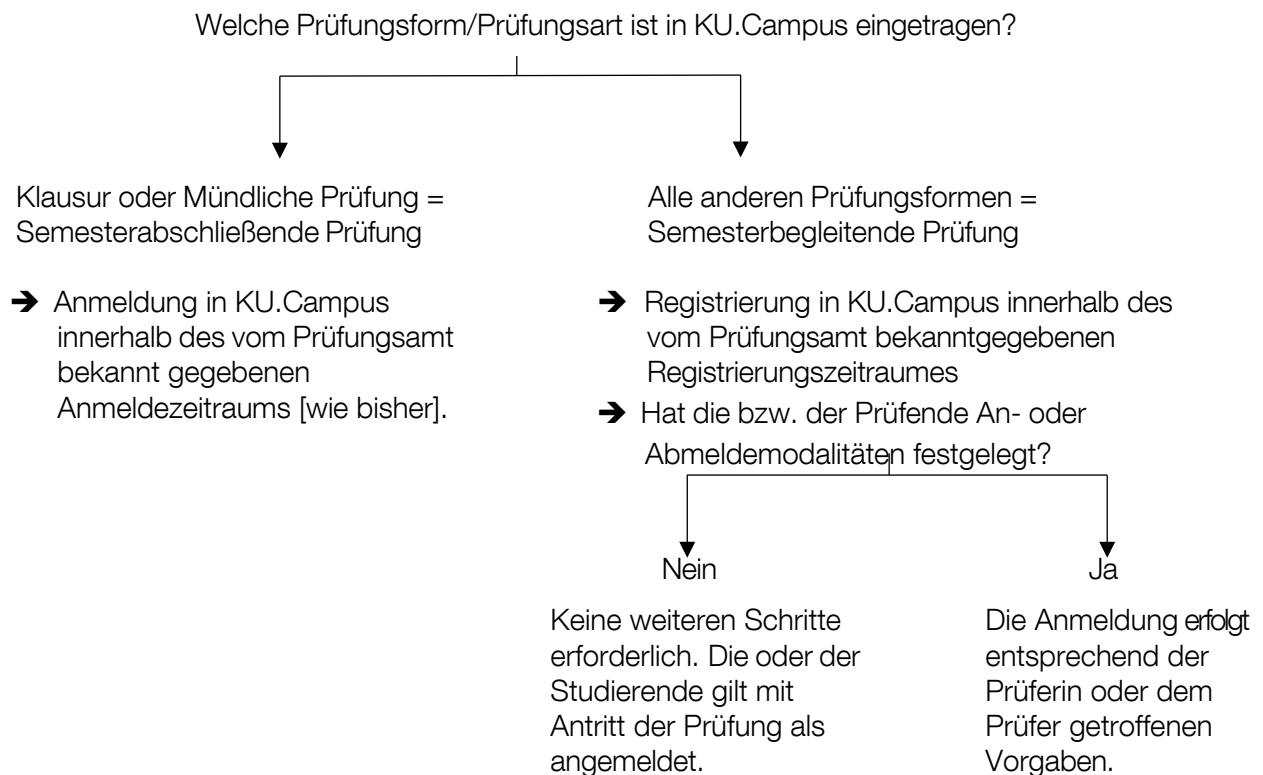 Welche Prüfungsform/Prüfungsart ist in KU.Campus eingetragen?
Klausur oder Mündliche Prüfung =
Semesterabschließende Prüfung
➔ Anmeldung in KU.Campus
innerhalb des vom Prüfungsamt
bekannt gegebenen
Anmeldezeitraums [wie bisher].
Alle anderen Prüfungsformen =
Semesterbegleitende Prüfung
➔ Registrierung in KU.Campus innerhalb des
vom Prüfungsamt bekanntgegebenen
Registrierungszeitraumes
➔ Hat die bzw. der Prüfende An- oder
Abmeldemodalitäten festgelegt?
Nein
Keine weiteren Schritte
erforderlich. Die oder der
Studierende gilt mit
Antritt der Prüfung als
angemeldet.
Ja
Die Anmeldung erfolgt
entsprechend der
Prüferin oder dem
Prüfer getroffenen
Vorgaben.